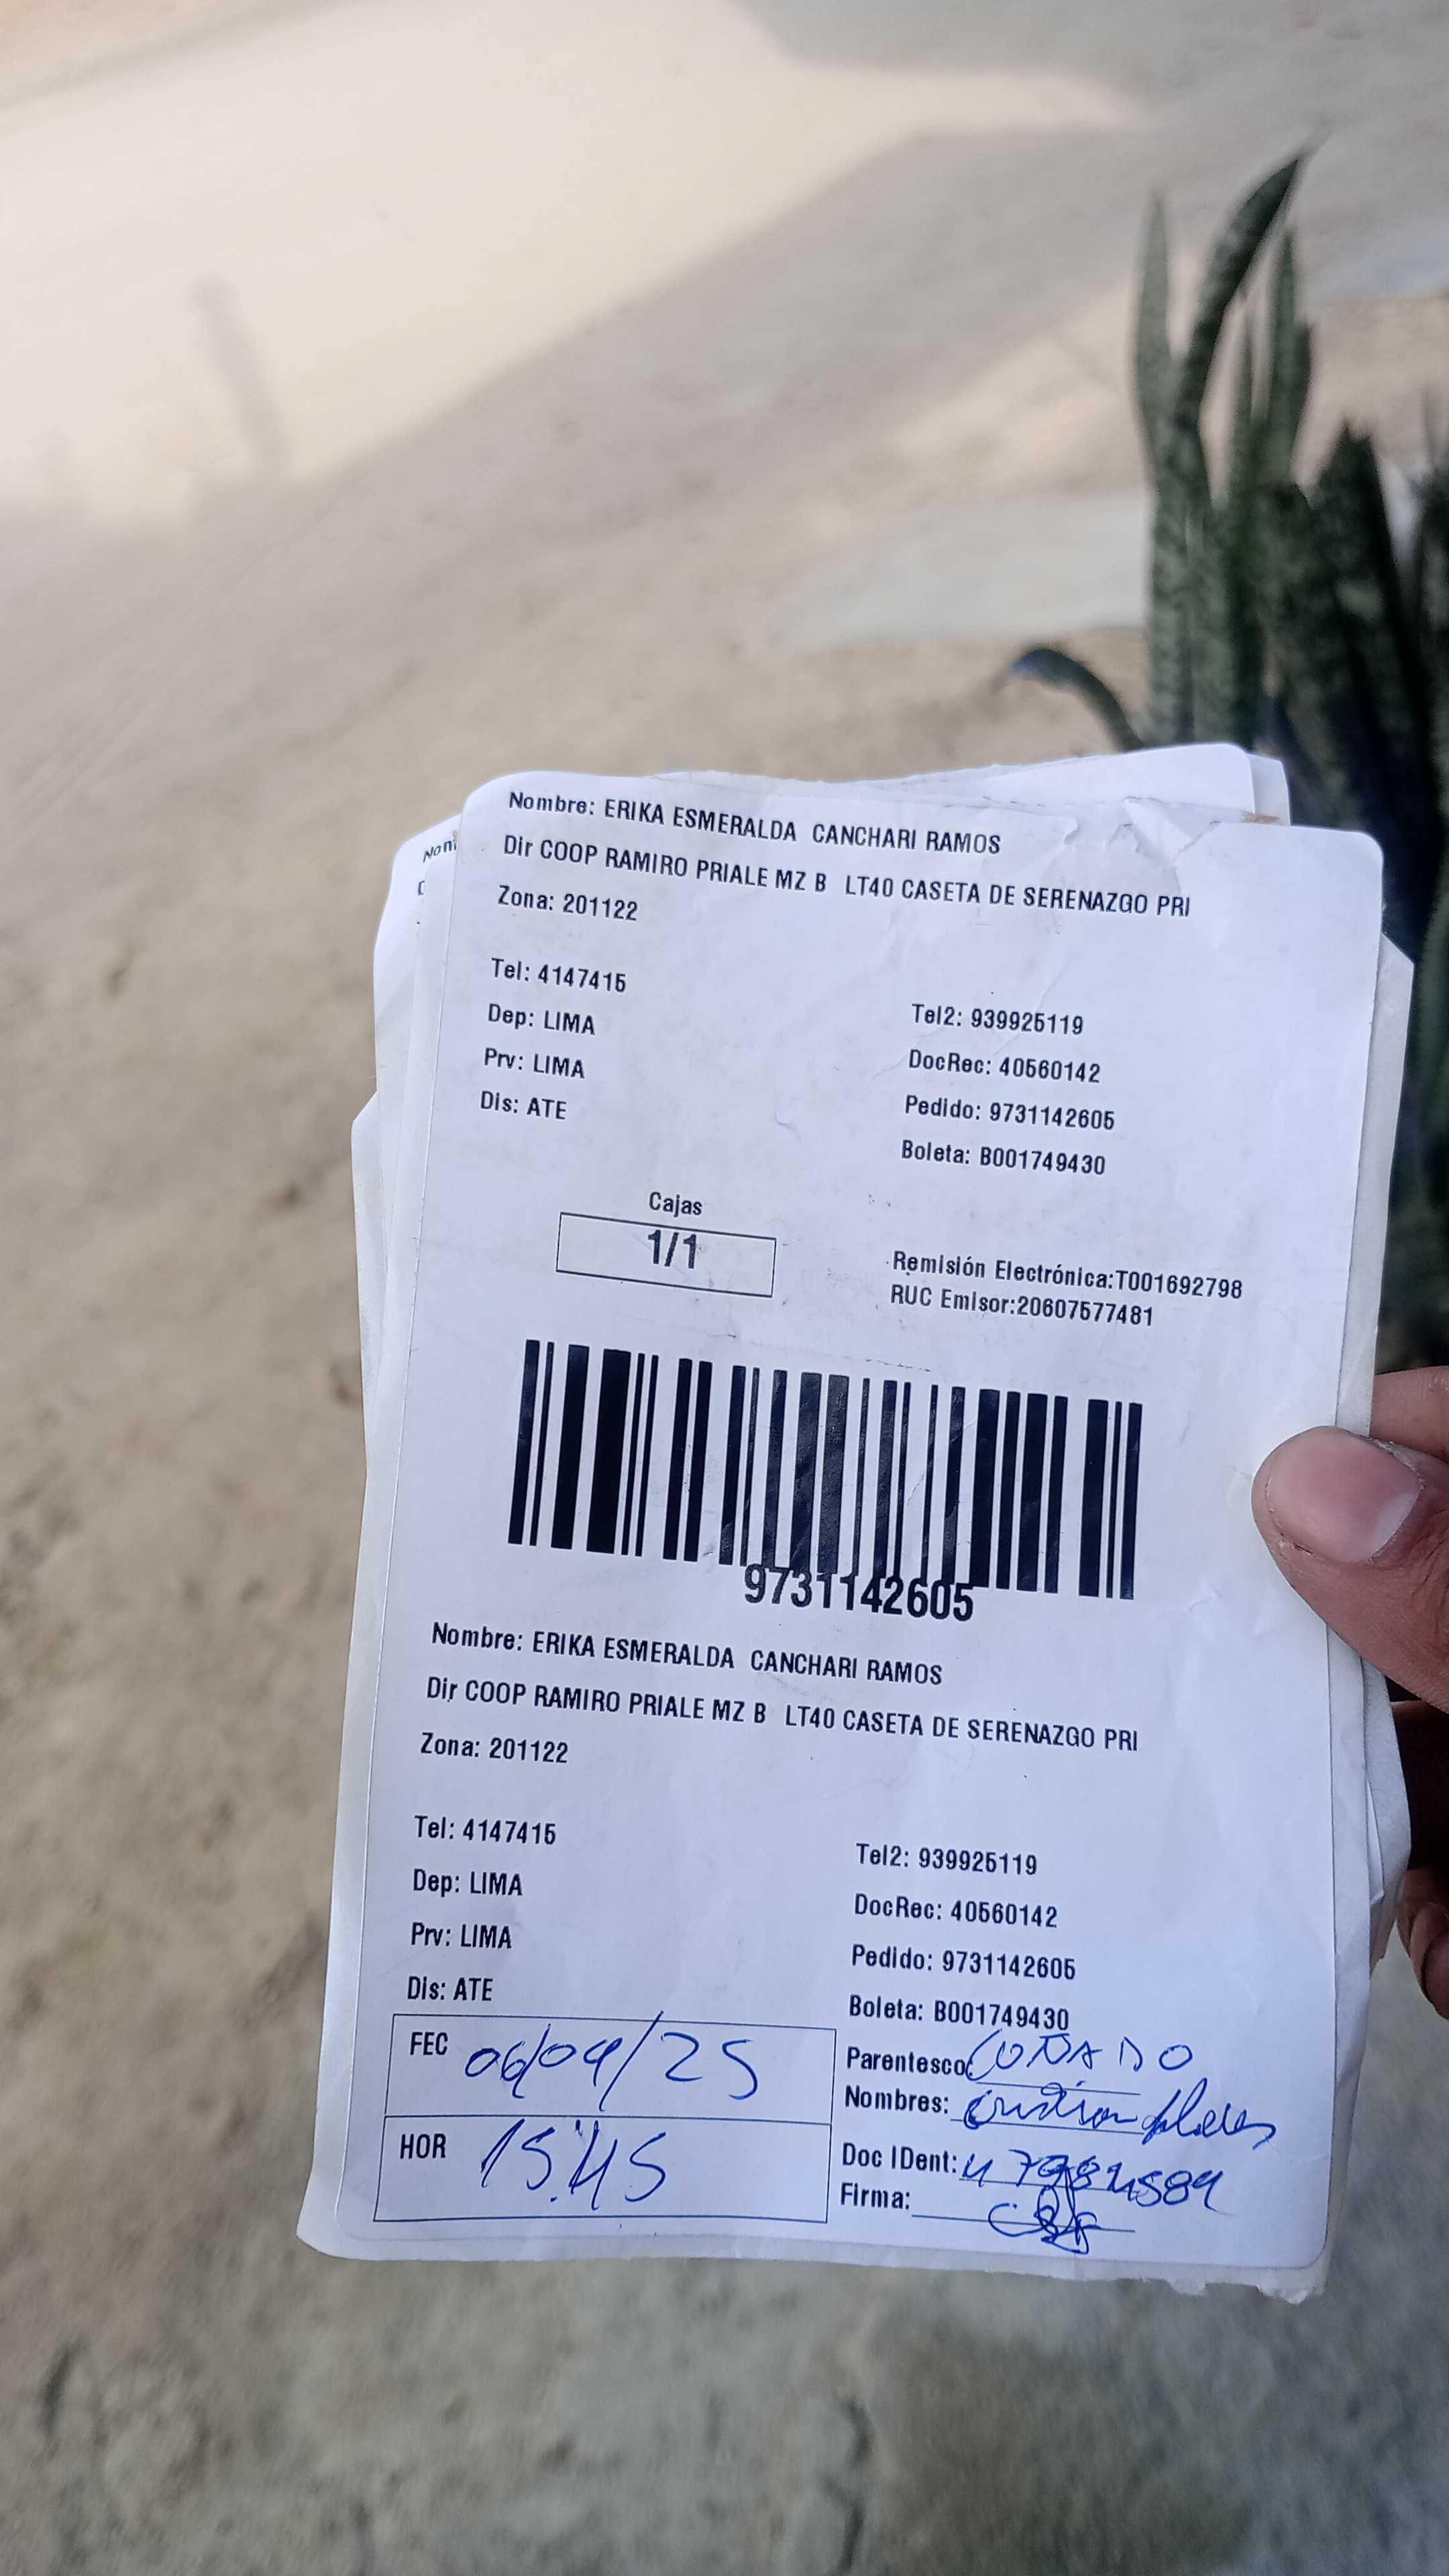 Nom
D
Nombre: ERIKA ESMERALDA CANCHARI RAMOS
Dir COOP RAMIRO PRIALE MZ B LT40 CASETA DE SERENAZGO PRI
Zona: 201122
Tel: 4147415
Tel2: 939925119
Dep: LIMA
DocRec: 40560142
Prv: LIMA
Pedido: 9731142605
Dis: ATE
Boleta: B001749430
Cajas
1/1
Remisión Electrónica:T001692798
RUC Emisor:20607577481
9731142605
Nombre: ERIKA ESMERALDA CANCHARI RAMOS
Dir COOP RAMIRO PRIALE MZ B LT40 CASETA DE SERENAZGO PRI
Zona: 201122
Tel: 4147415
Tel2: 939925119
Dep: LIMA
DocRec: 40560142
Prv: LIMA
Pedido: 9731142605
Dis: ATE
Boleta: B001749430
FEC 06/09/25
Parentesco: COÑADO
Nombres:
HOR 15:45
Doc IDent:
Firma: